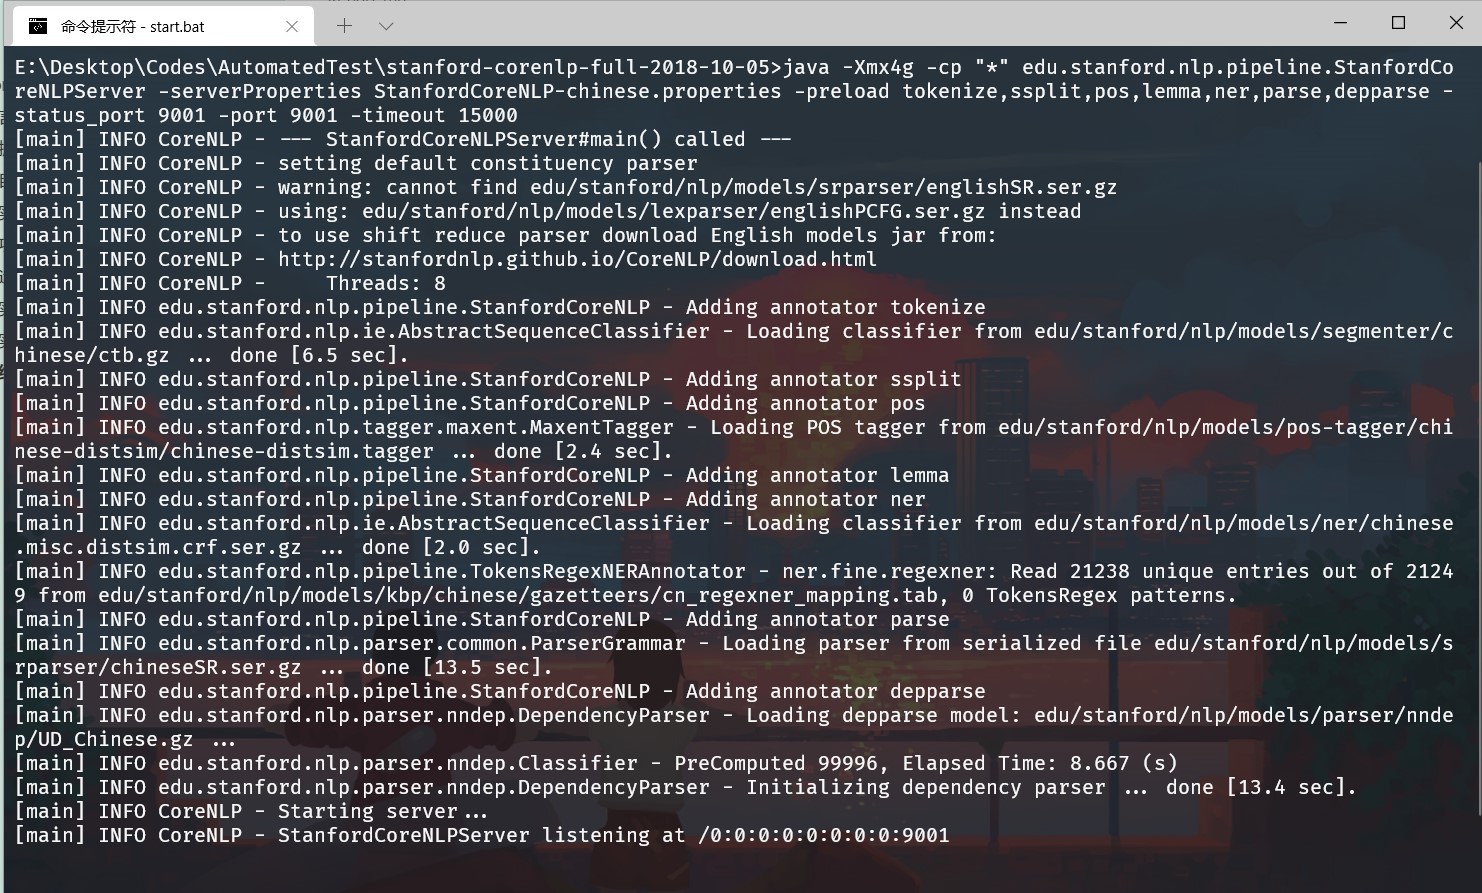 命令提示符 - start.bat
E:\Desktop\Codes\AutomatedTest\stanford-corenlp-full-2018-10-05>java -Xmx4g -cp "*" edu.stanford.nlp.pipeline.StanfordCo
reNLPServer -serverProperties StanfordCoreNLP-chinese.properties -preload tokenize,ssplit,pos,lemma,ner,parse,depparse -
status_port 9001 -port 9001 -timeout 15000
[main] INFO CoreNLP - --- StanfordCoreNLPServer#main() called ---
[main] INFO CoreNLP - setting default constituency parser
[main] INFO CoreNLP - warning: cannot find edu/stanford/nlp/models/srparser/englishSR.ser.gz
[main] INFO CoreNLP - using: edu/stanford/nlp/models/lexparser/englishPCFG.ser.gz instead
[main] INFO CoreNLP - to use shift reduce parser download English models jar from:
[main] INFO CoreNLP - http://stanfordnlp.github.io/CoreNLP/download.html
[main] INFO CoreNLP -     Threads: 8
[main] INFO edu.stanford.nlp.pipeline.StanfordCoreNLP - Adding annotator tokenize
[main] INFO edu.stanford.nlp.ie.AbstractSequenceClassifier - Loading classifier from edu/stanford/nlp/models/segmenter/c
hinese/ctb.gz ... done [6.5 sec].
[main] INFO edu.stanford.nlp.pipeline.StanfordCoreNLP - Adding annotator ssplit
[main] INFO edu.stanford.nlp.pipeline.StanfordCoreNLP - Adding annotator pos
[main] INFO edu.stanford.nlp.tagger.maxent.MaxentTagger - Loading POS tagger from edu/stanford/nlp/models/pos-tagger/chi
nese-distsim/chinese-distsim.tagger ... done [2.4 sec].
[main] INFO edu.stanford.nlp.pipeline.StanfordCoreNLP - Adding annotator lemma
[main] INFO edu.stanford.nlp.pipeline.StanfordCoreNLP - Adding annotator ner
[main] INFO edu.stanford.nlp.ie.AbstractSequenceClassifier - Loading classifier from edu/stanford/nlp/models/ner/chinese
.misc.distsim.crf.ser.gz ... done [2.0 sec].
[main] INFO edu.stanford.nlp.pipeline.TokensRegexNERAnnotator - ner.fine.regexner: Read 21238 unique entries out of 2124
9 from edu/stanford/nlp/models/kbp/chinese/gazetteers/cn_regexner_mapping.tab, 0 TokensRegex patterns.
[main] INFO edu.stanford.nlp.pipeline.StanfordCoreNLP - Adding annotator parse
[main] INFO edu.stanford.nlp.parser.common.ParserGrammar - Loading parser from serialized file edu/stanford/nlp/models/s
rparser/chineseSR.ser.gz ... done [13.5 sec].
[main] INFO edu.stanford.nlp.pipeline.StanfordCoreNLP - Adding annotator depparse
[main] INFO edu.stanford.nlp.parser.nndep.DependencyParser - Loading depparse model: edu/stanford/nlp/models/parser/nnde
p/UD_Chinese.gz ...
[main] INFO edu.stanford.nlp.parser.nndep.Classifier - PreComputed 99996, Elapsed Time: 8.667 (s)
[main] INFO edu.stanford.nlp.parser.nndep.DependencyParser - Initializing dependency parser ... done [13.4 sec].
[main] INFO CoreNLP - Starting server...
[main] INFO CoreNLP - StanfordCoreNLPServer listening at /0:0:0:0:0:0:0:0:9001